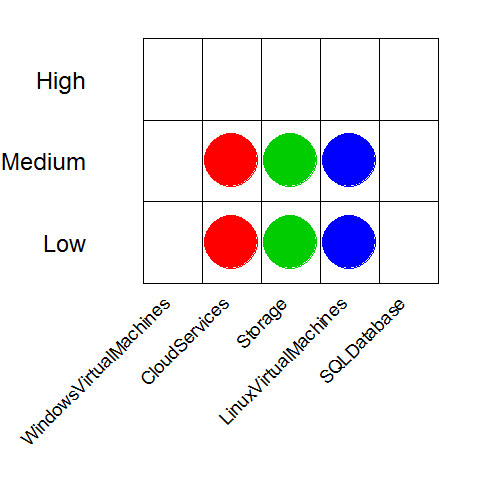 High
Medium
Low
WindowsVirtualMachines
CloudServices
Storage
LinuxVirtualMachines
SQLDatabase